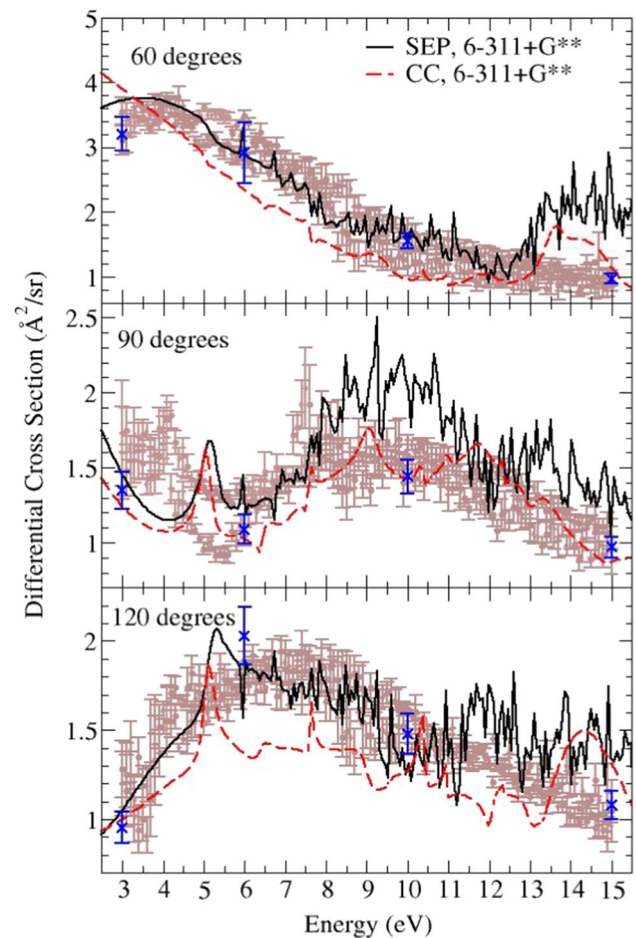 5
60 degrees
SEP, 6-311+G**
CC, 6-311+G**
4
3
2
1
2.5
90 degrees
2
1.5
1
120 degrees
2
1.5
1
3 4 5 6 7 8 9 10 11 12 13 14 15
Energy (eV)
Differential Cross Section (Å²/sr)